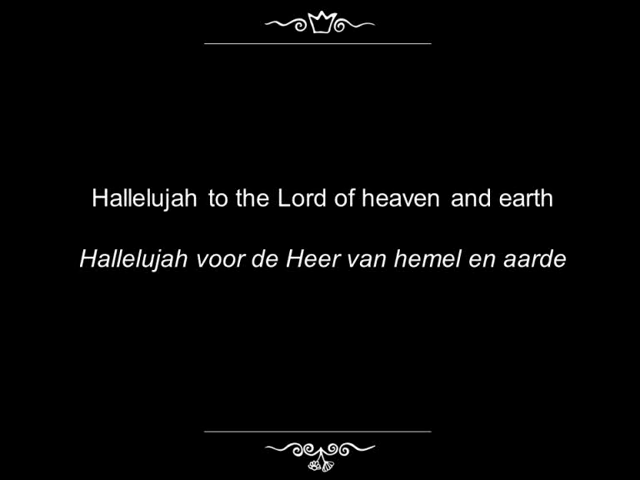 Hallelujah to the Lord of heaven and earth
Hallelujah voor de Heer van hemel en aarde